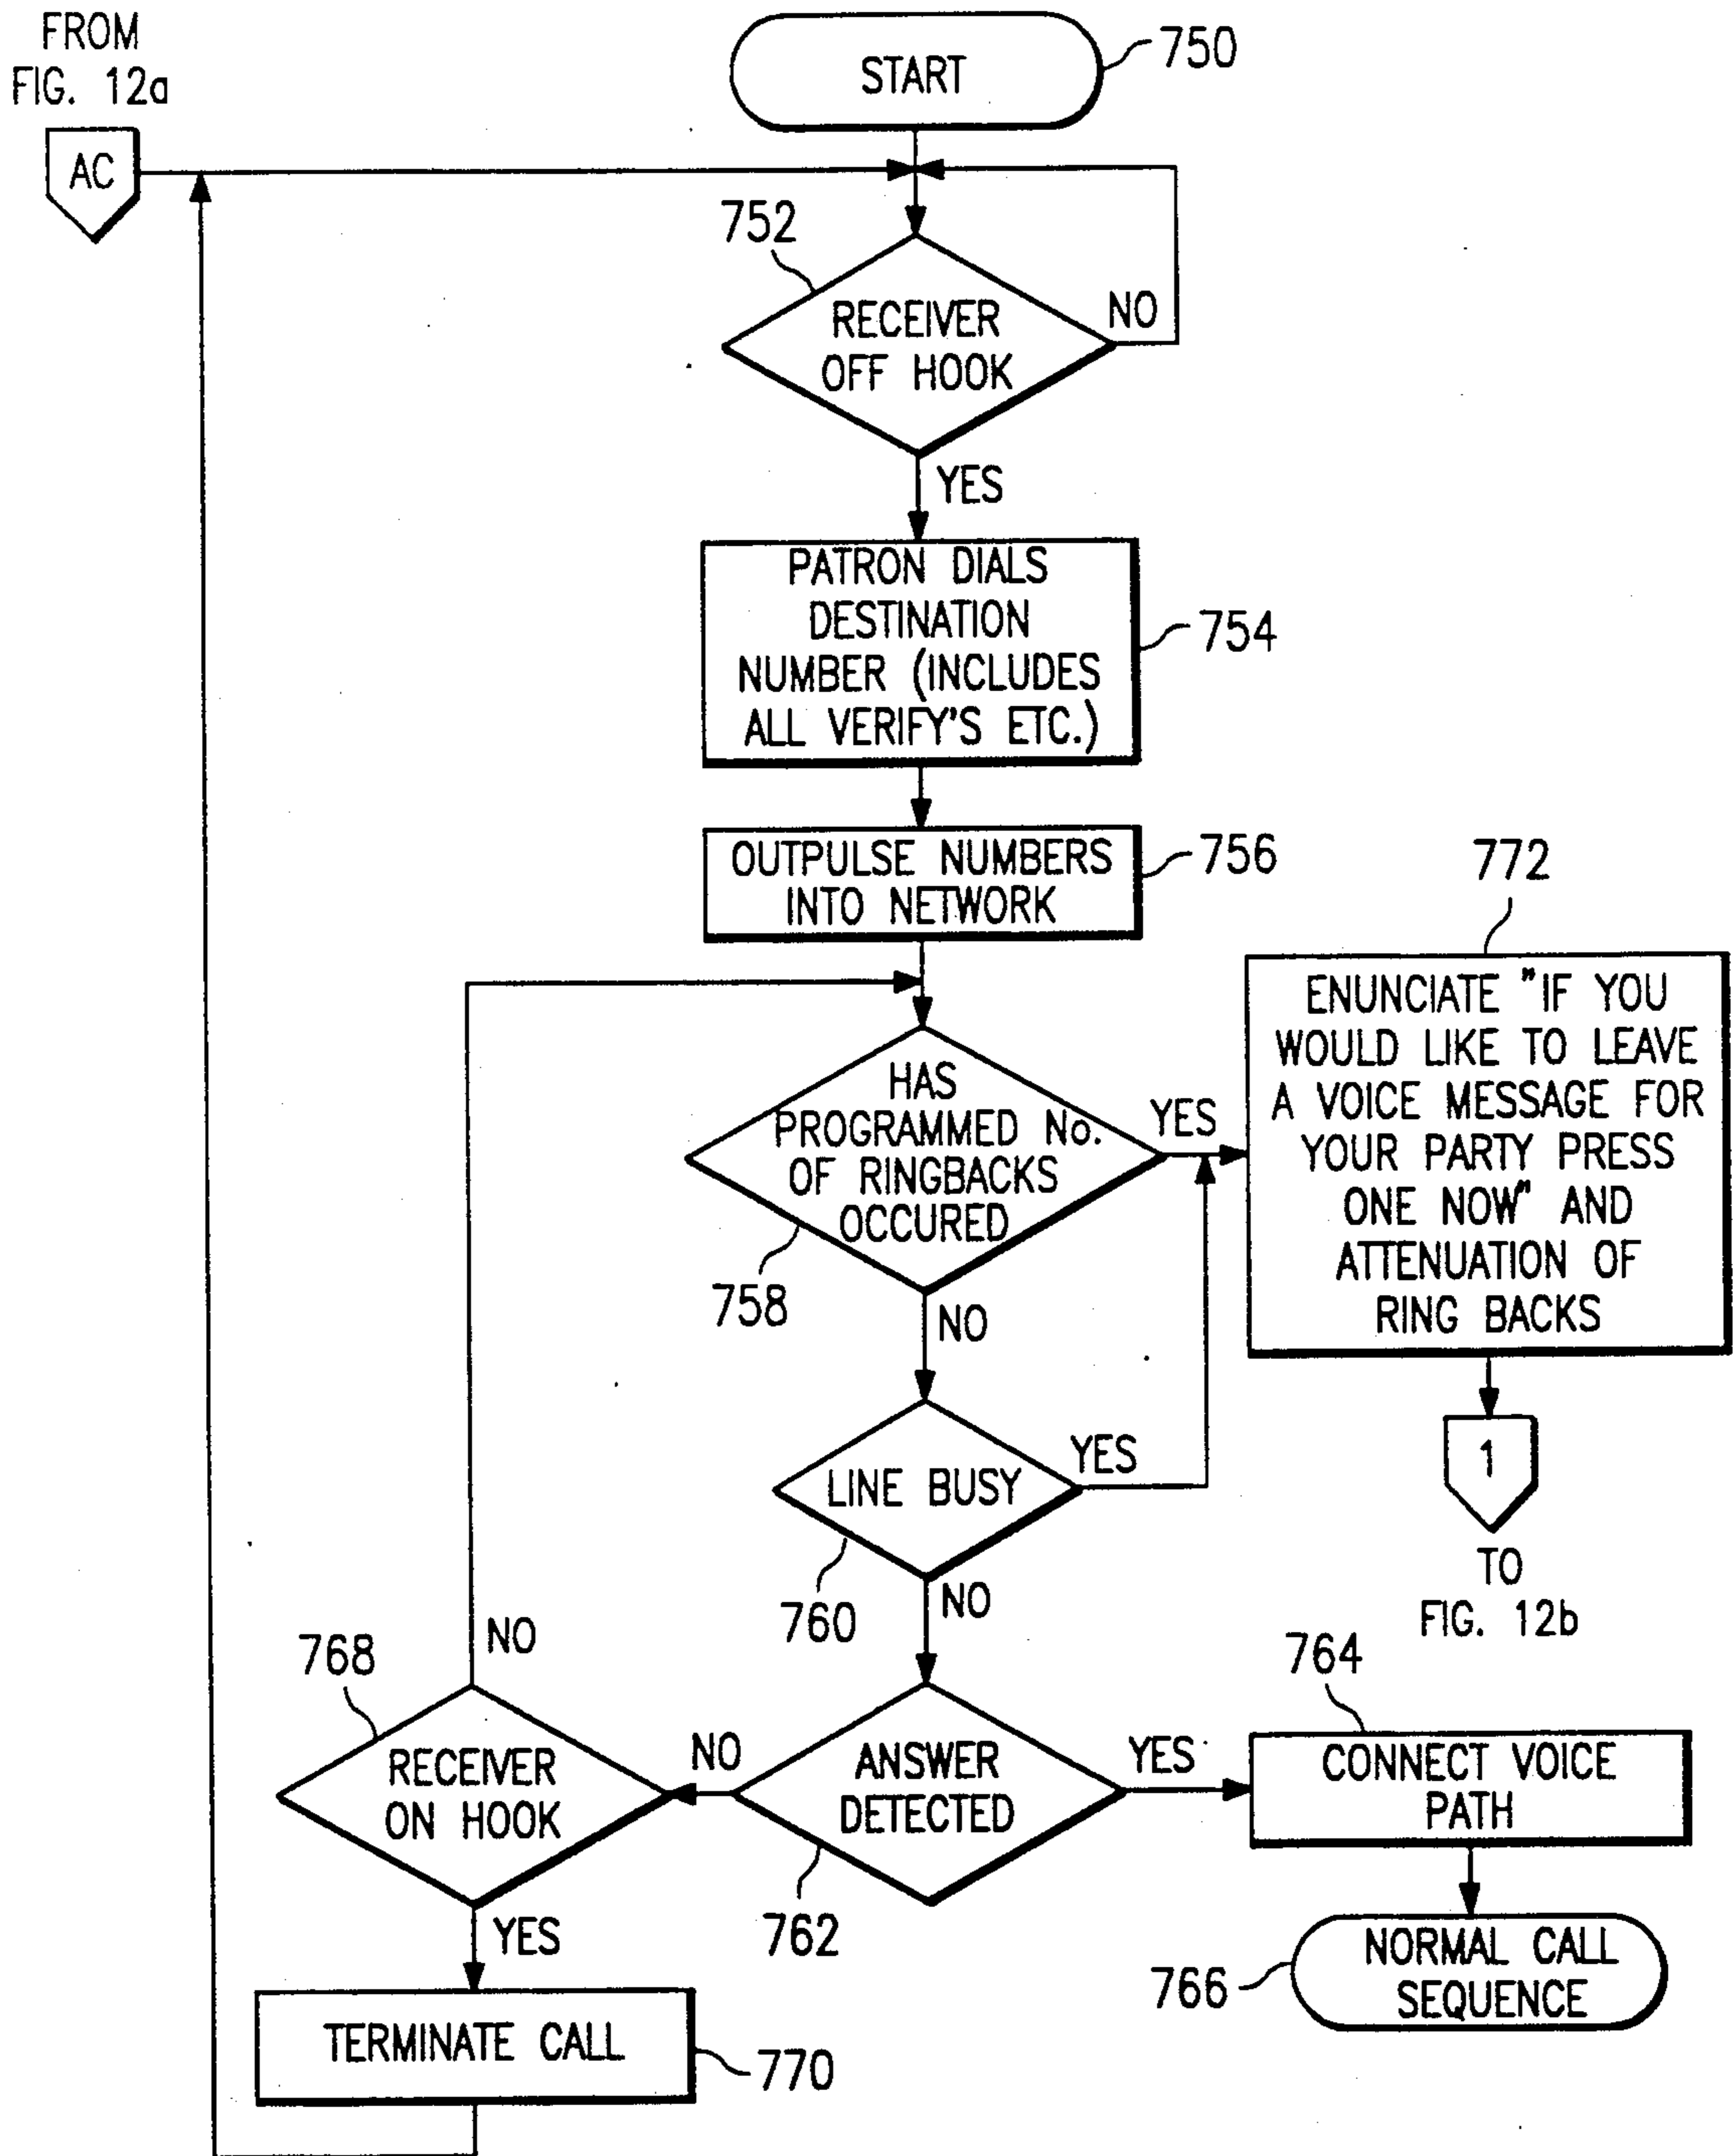 FROM
FIG. 12a
AC
START
750
752
RECEIVER
OFF HOOK
NO
YES
PATRON DIALS
DESTINATION
NUMBER (INCLUDES
ALL VERIFY'S ETC.)
754
OUTPULSE NUMBERS
INTO NETWORK
756
772
ENUNCIATE "IF YOU
WOULD LIKE TO LEAVE
A VOICE MESSAGE FOR
YOUR PARTY PRESS
ONE NOW" AND
ATTENUATION OF
RING BACKS
HAS
PROGRAMMED No.
OF RINGBACKS
OCCURED
YES
758
NO
LINE BUSY
YES
760
NO
1
TO
FIG. 12b
768
NO
RECEIVER
ON HOOK
NO
ANSWER
DETECTED
YES
764
CONNECT VOICE
PATH
762
YES
NORMAL CALL
SEQUENCE
766
TERMINATE CALL
770